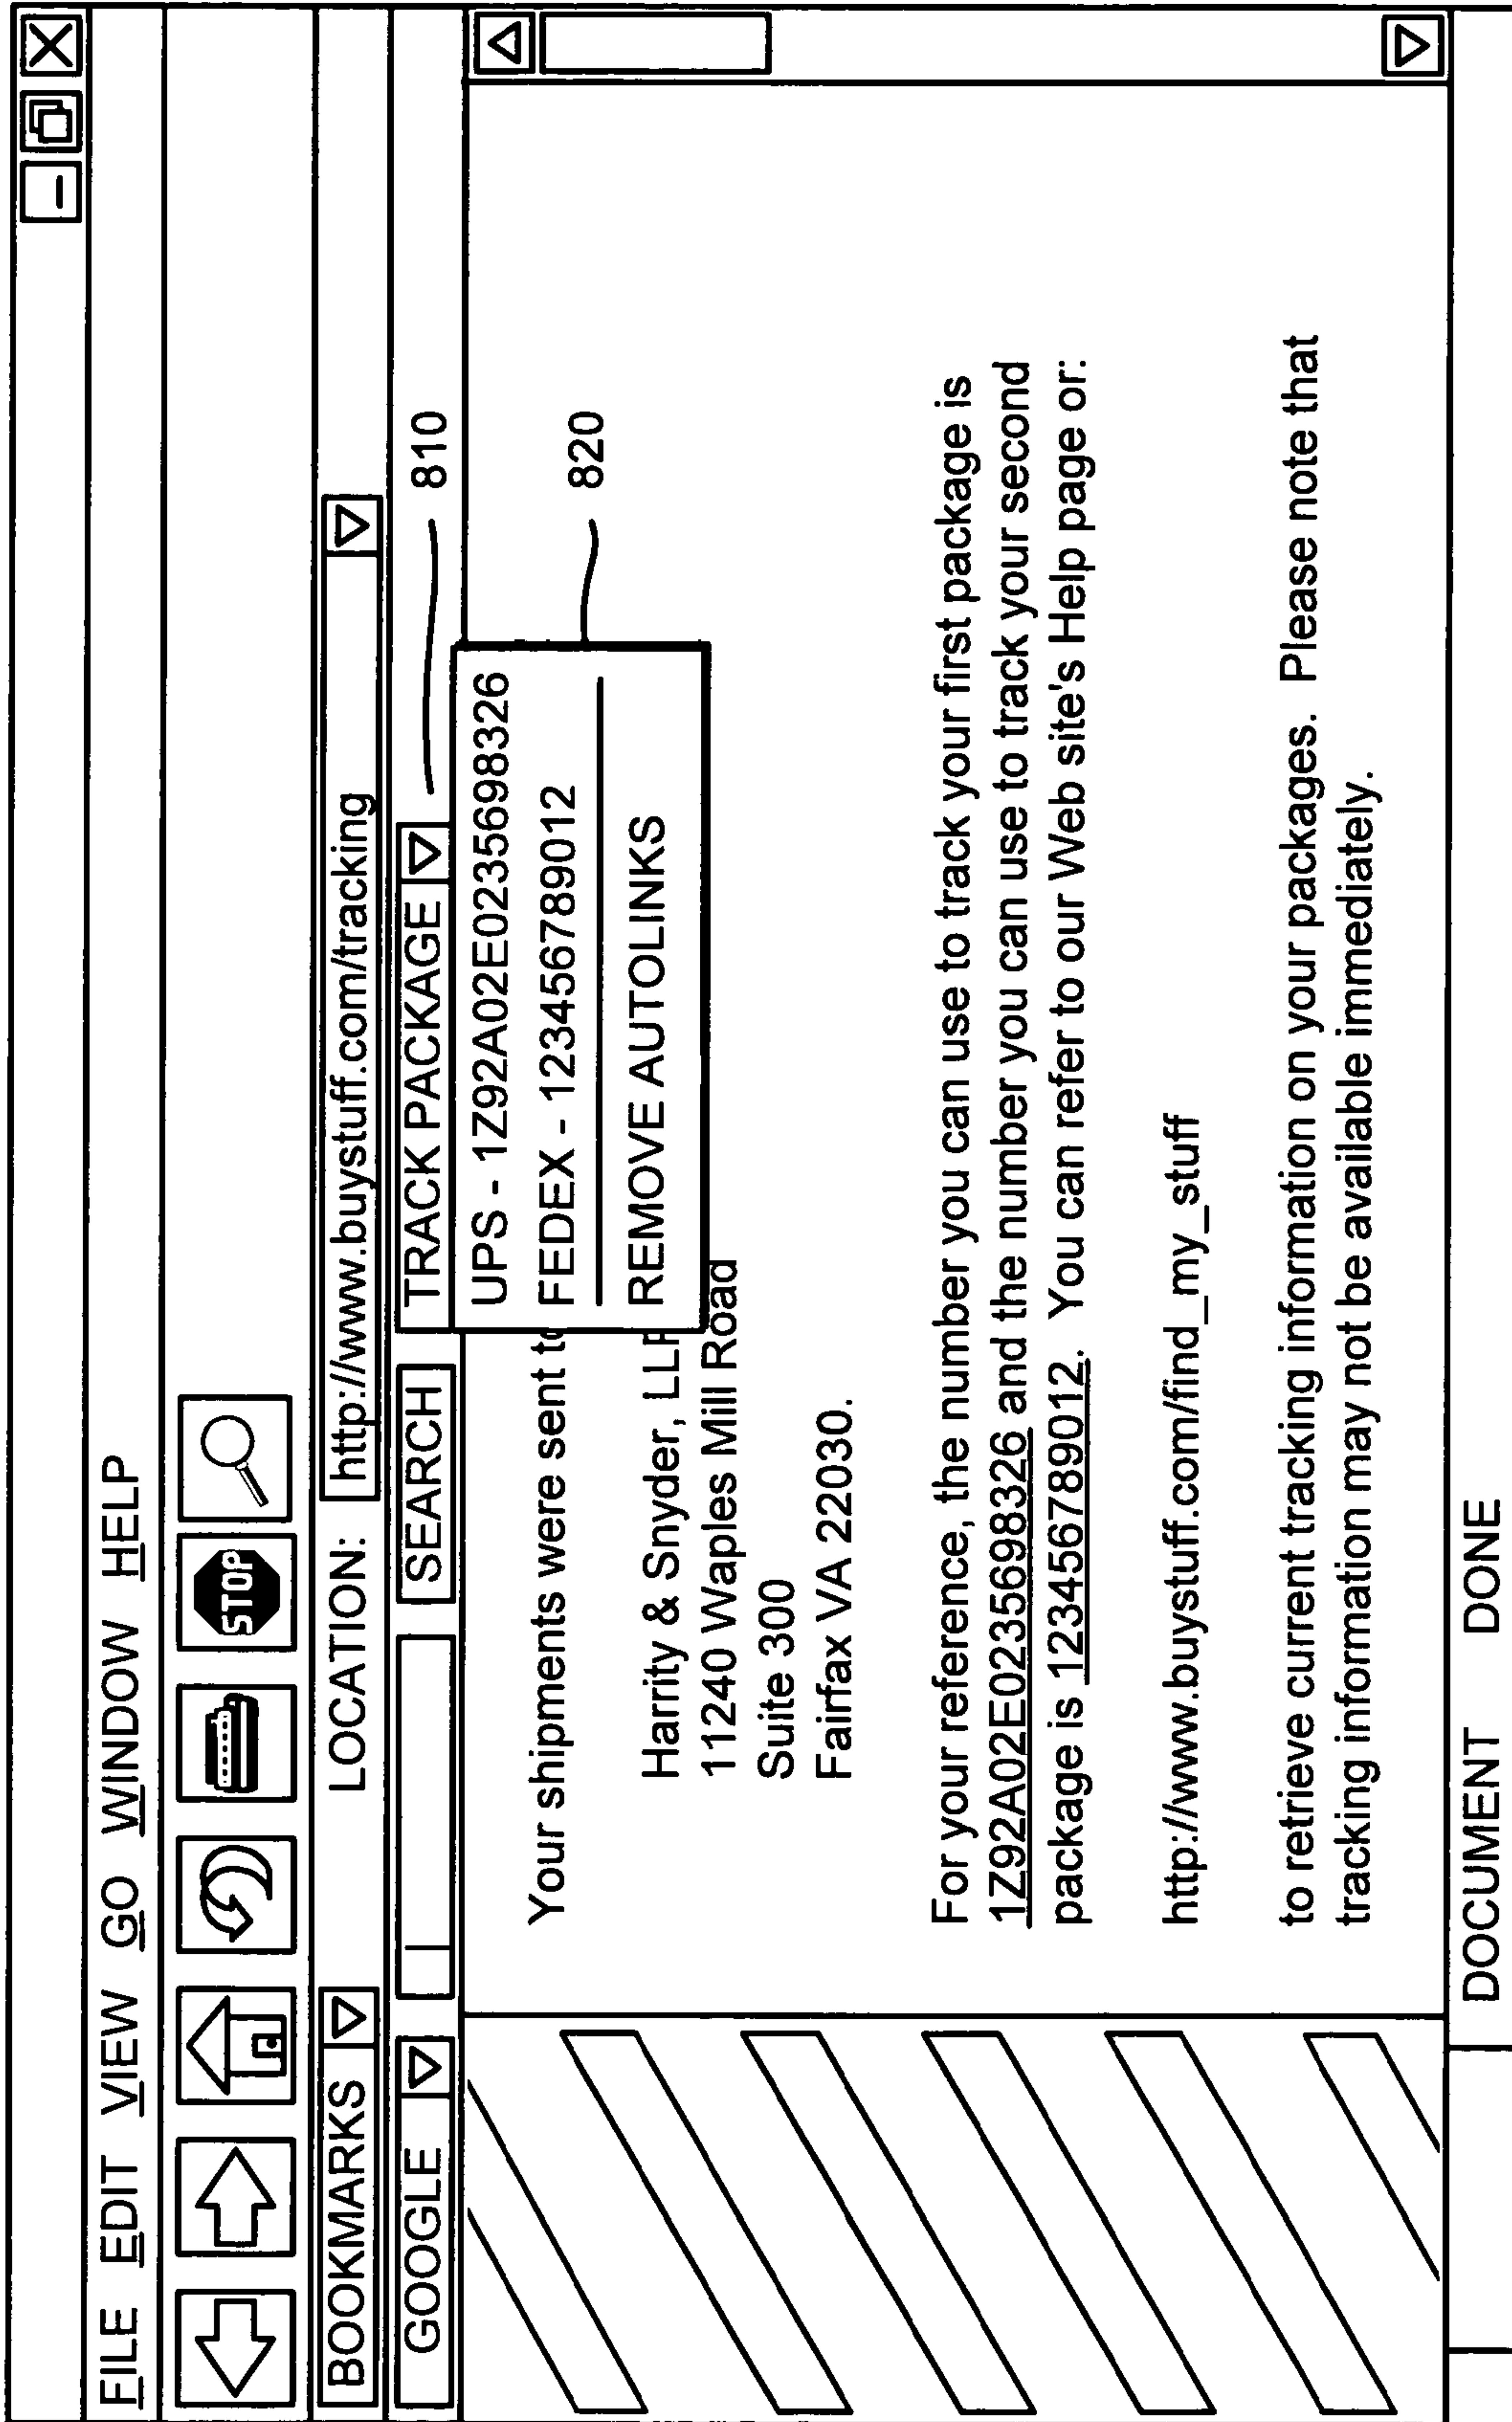 FILE EDIT VIEW GO WINDOW HELP
STOP
BOOKMARKS LOCATION: http://www.buystuff.com/tracking
GOOGLE SEARCH TRACK PACKAGE 810
UPS - 1Z92A02E0235698326
FEDEX - 123456789012
REMOVE AUTOLINKS
820
Your shipments were sent to
Harrity & Snyder, LLP
11240 Waples Mill Road
Suite 300
Fairfax VA 22030.
For your reference, the number you can use to track your first package is
1Z92A02E0235698326 and the number you can use to track your second
package is 123456789012. You can refer to our Web site's Help page or:
http://www.buystuff.com/find_my_stuff
to retrieve current tracking information on your packages. Please note that
tracking information may not be available immediately.
DOCUMENT DONE